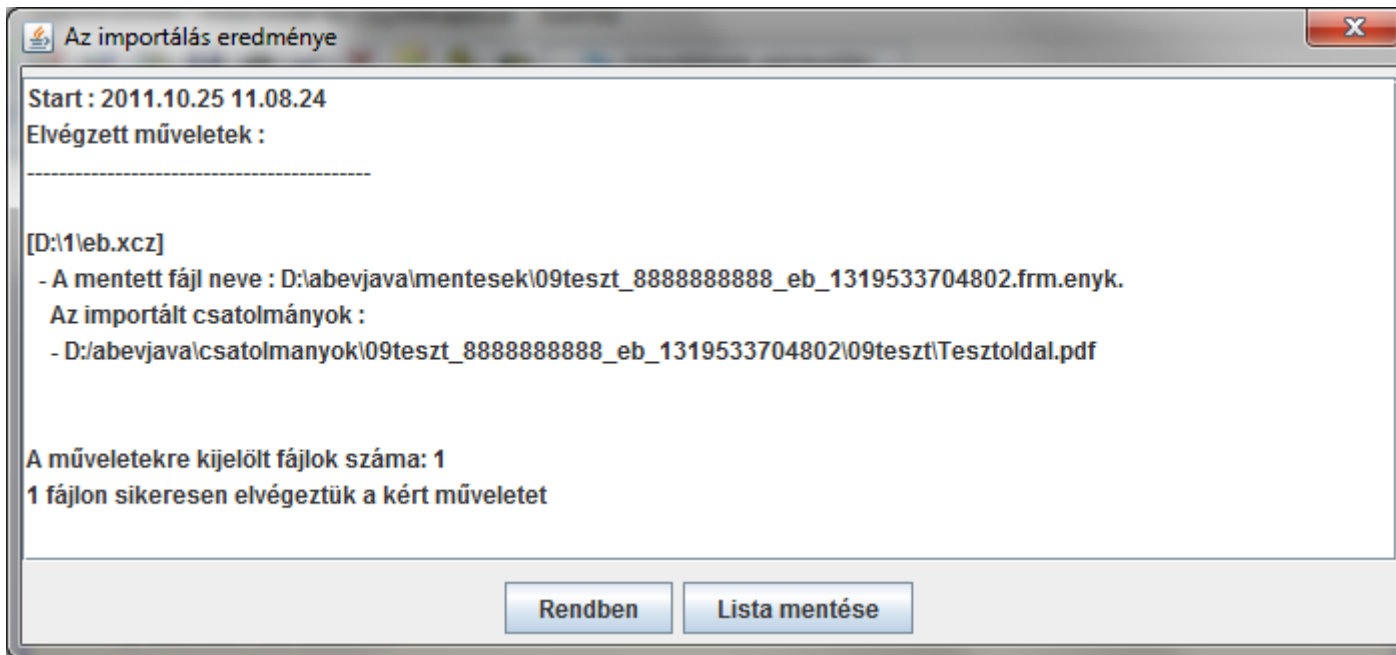 Az importálás eredménye
Start : 2011.10.25 11.08.24
Elvégzett műveletek :
-------------------------------------------
[D:\1\eb.xcz]
- A mentett fájl neve : D:\abevjava\mentesek\09teszt_8888888888_eb_1319533704802.frm.enyk.
Az importált csatolmányok :
- D:/abevjava\csatolmanyok\09teszt_8888888888_eb_1319533704802\09teszt\Tesztoldal.pdf
A műveletekre kijelölt fájlok száma: 1
1 fájlon sikeresen elvégeztük a kért műveletet
Rendben
Lista mentése